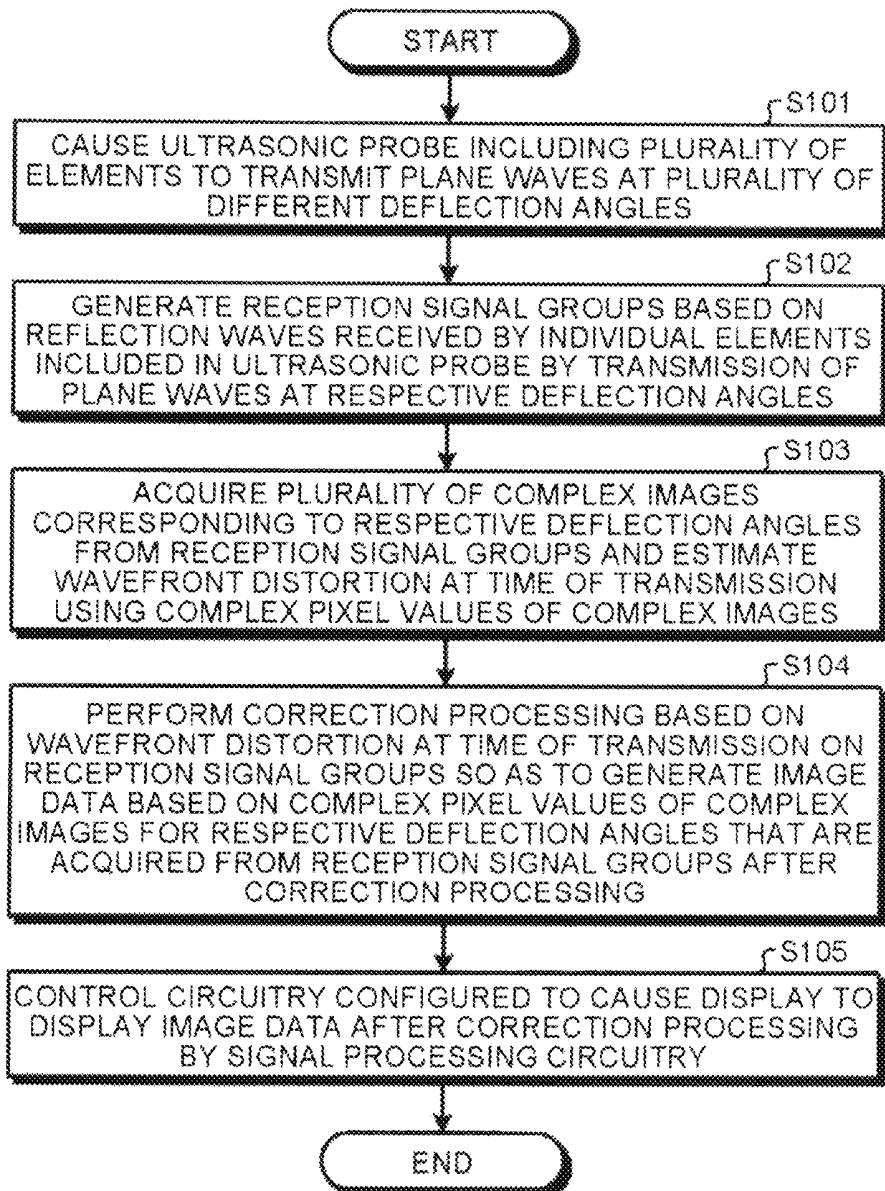 START
S101
CAUSE ULTRASONIC PROBE INCLUDING PLURALITY OF
ELEMENTS TO TRANSMIT PLANE WAVES AT PLURALITY OF
DIFFERENT DEFLECTION ANGLES
S102
GENERATE RECEPTION SIGNAL GROUPS BASED ON
REFLECTION WAVES RECEIVED BY INDIVIDUAL ELEMENTS
INCLUDED IN ULTRASONIC PROBE BY TRANSMISSION OF
PLANE WAVES AT RESPECTIVE DEFLECTION ANGLES
S103
ACQUIRE PLURALITY OF COMPLEX IMAGES
CORRESPONDING TO RESPECTIVE DEFLECTION ANGLES
FROM RECEPTION SIGNAL GROUPS AND ESTIMATE
WAVEFRONT DISTORTION AT TIME OF TRANSMISSION
USING COMPLEX PIXEL VALUES OF COMPLEX IMAGES
S104
PERFORM CORRECTION PROCESSING BASED ON
WAVEFRONT DISTORTION AT TIME OF TRANSMISSION ON
RECEPTION SIGNAL GROUPS SO AS TO GENERATE IMAGE
DATA BASED ON COMPLEX PIXEL VALUES OF COMPLEX
IMAGES FOR RESPECTIVE DEFLECTION ANGLES THAT ARE
ACQUIRED FROM RECEPTION SIGNAL GROUPS AFTER
CORRECTION PROCESSING
S105
CONTROL CIRCUITRY CONFIGURED TO CAUSE DISPLAY TO
DISPLAY IMAGE DATA AFTER CORRECTION PROCESSING
BY SIGNAL PROCESSING CIRCUITRY
END